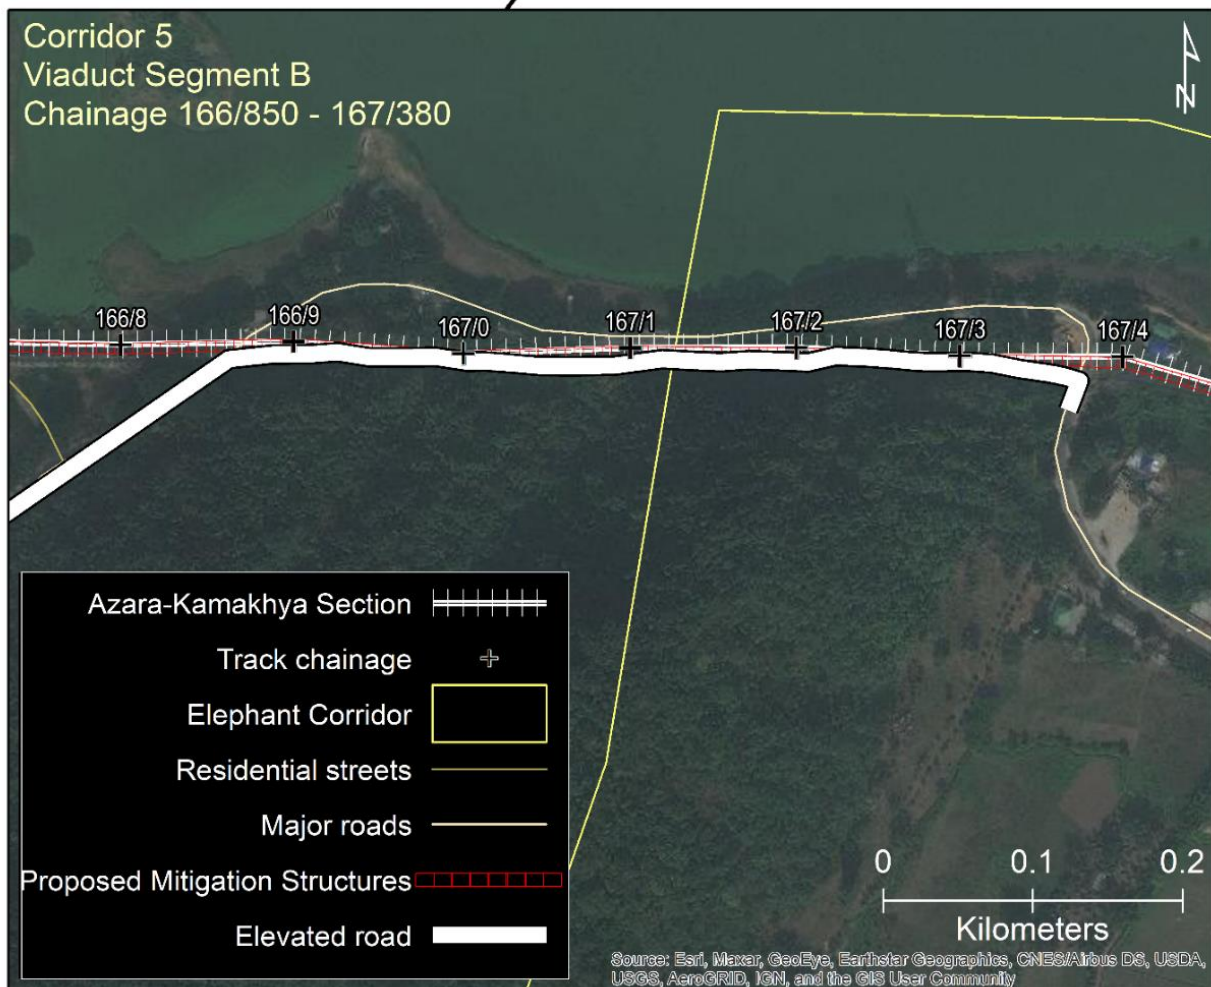 Corridor 5
Viaduct Segment B
Chainage 166/850 - 167/380
N
166/8
166/9
167/0
167/1
167/2
167/3
167/4
Azara-Kamakhya Section
Track chainage
Elephant Corridor
Residential streets
Major roads
Proposed Mitigation Structures
Elevated road
0 0.1 0.2
Kilometers
Source: Esri, Maxar, GeoEye, Earthstar Geographics, CNES/Airbus DS, USDA,
USGS, AeroGRID, IGN, and the GIS User Community